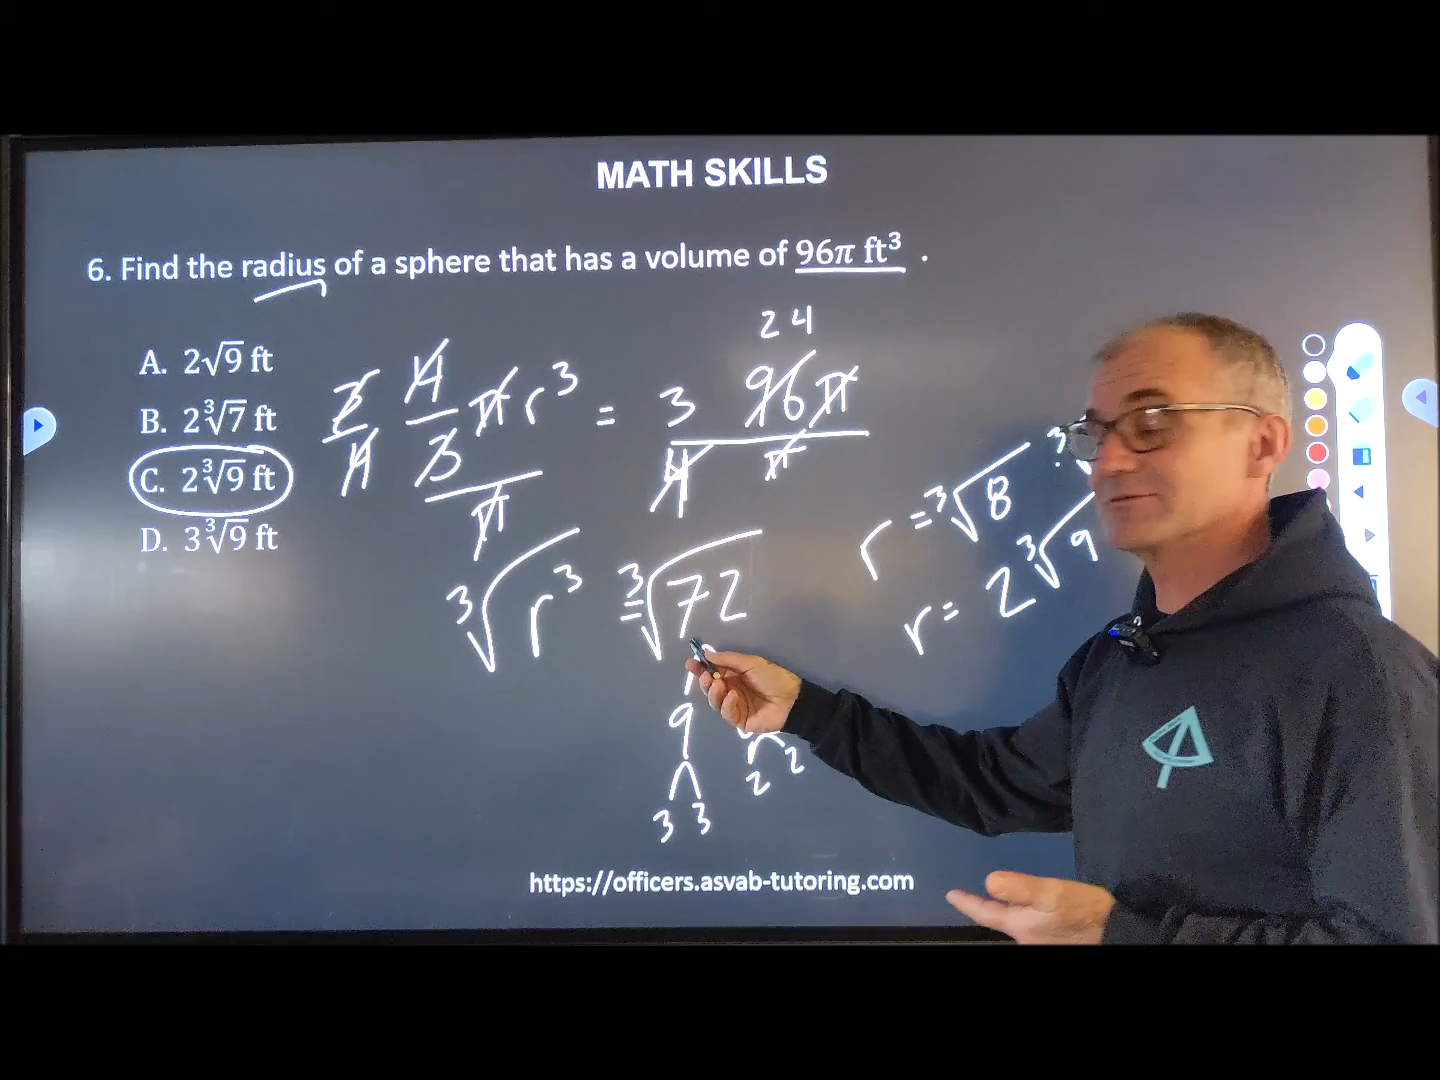 MATH SKILLS
6. Find the radius of a sphere that has a volume of 96π ft³ .
A. 2√9 ft
B. 2∛7 ft
C. 2∛9 ft
D. 3∛9 ft
3/4 4/3 π r³ / π = 3 96π / 4 π
24
∛r³ = ∛72
9
3 3
2 2
r = ∛8 ∛
r = 2∛9
https://officers.asvab-tutoring.com